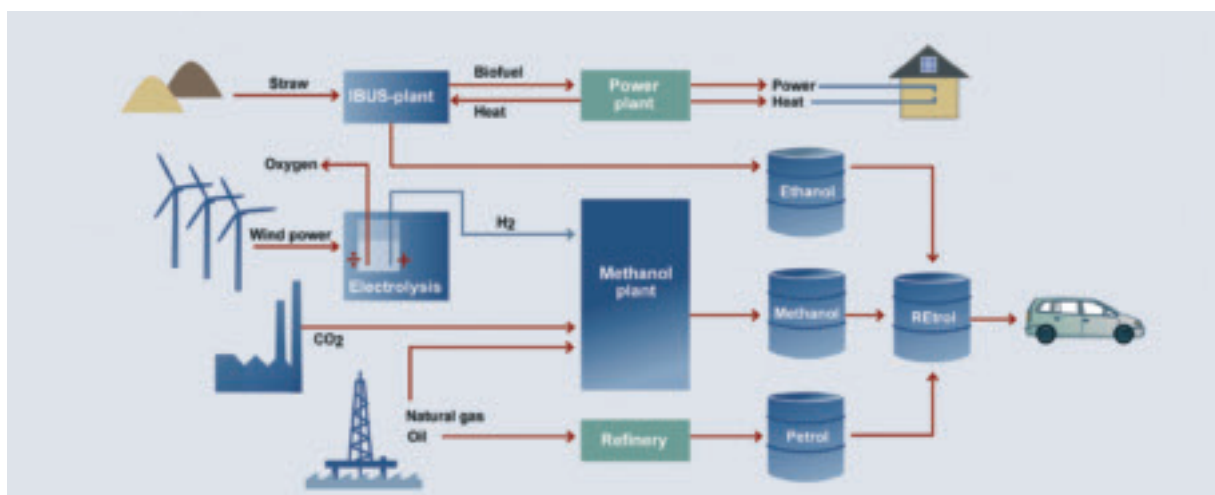 Straw
IBUS-plant
Biofuel
Heat
Power
plant
Power
Heat
Oxygen
Ethanol
Wind power
H2
Electrolysis
Methanol
plant
Methanol
REtrol
CO2
Natural gas
Oil
Refinery
Petrol